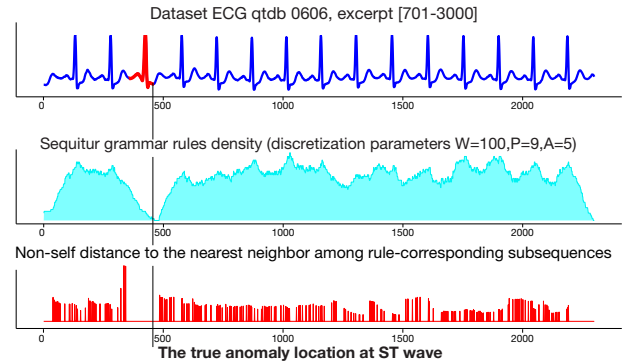 Dataset ECG qtdb 0606, excerpt [701-3000]
0 500 1000 1500 2000
Sequitur grammar rules density (discretization parameters W=100,P=9,A=5)
0 500 1000 1500 2000
Non-self distance to the nearest neighbor among rule-corresponding subsequences
0 500 1000 1500 2000
The true anomaly location at ST wave